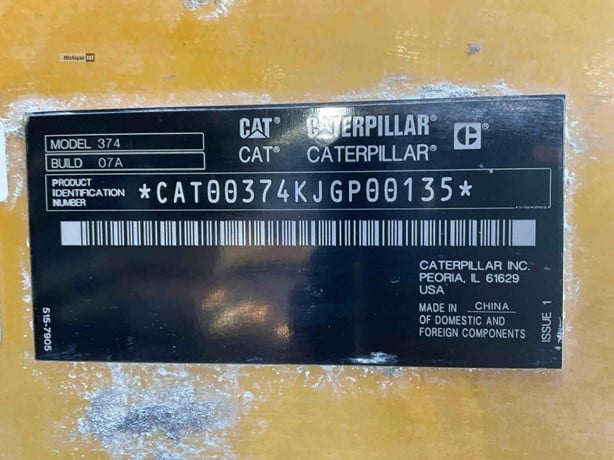 Michigan CAT
CAT® CATERPILLAR® C®
CAT® CATERPILLAR®
MODEL 374
BUILD 07A
PRODUCT IDENTIFICATION NUMBER
*CAT00374KJGP00135*
CATERPILLAR INC.
PEORIA, IL 61629
USA
MADE IN CHINA
OF DOMESTIC AND
FOREIGN COMPONENTS
ISSUE 1
515-7905